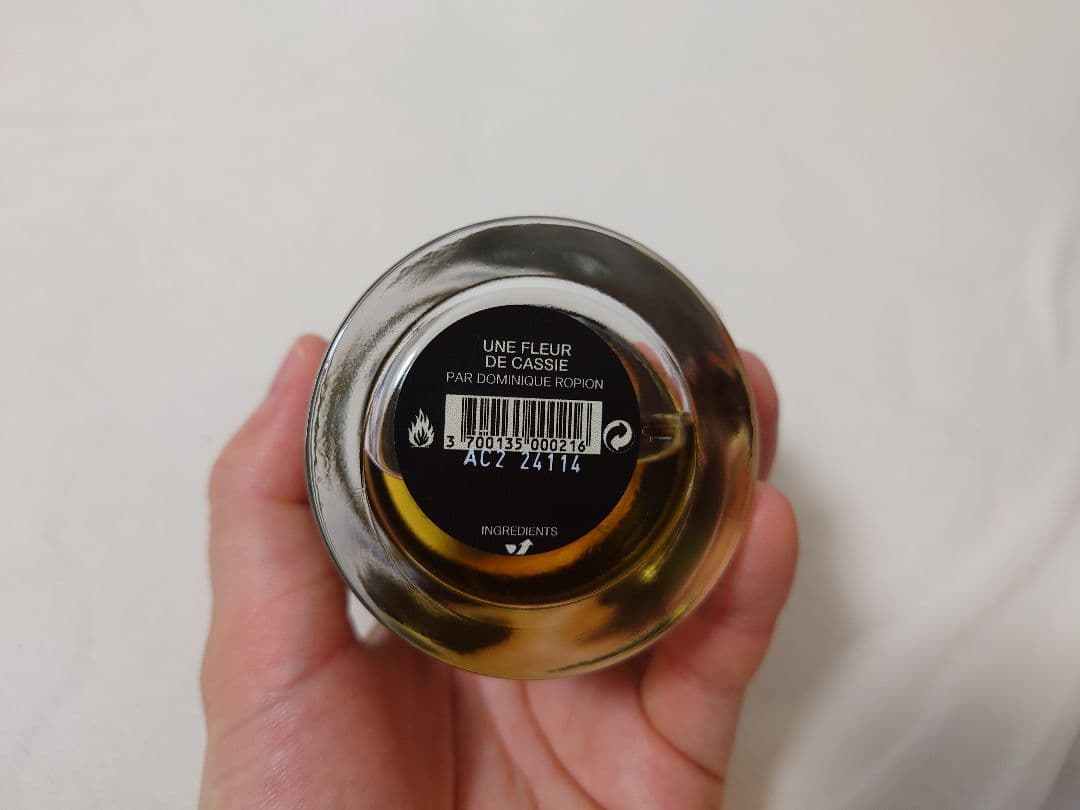 UNE FLEUR
DE CASSIE
PAR DOMINIQUE ROPION
3 700135 000216
AC2 24114
INGREDIENTS